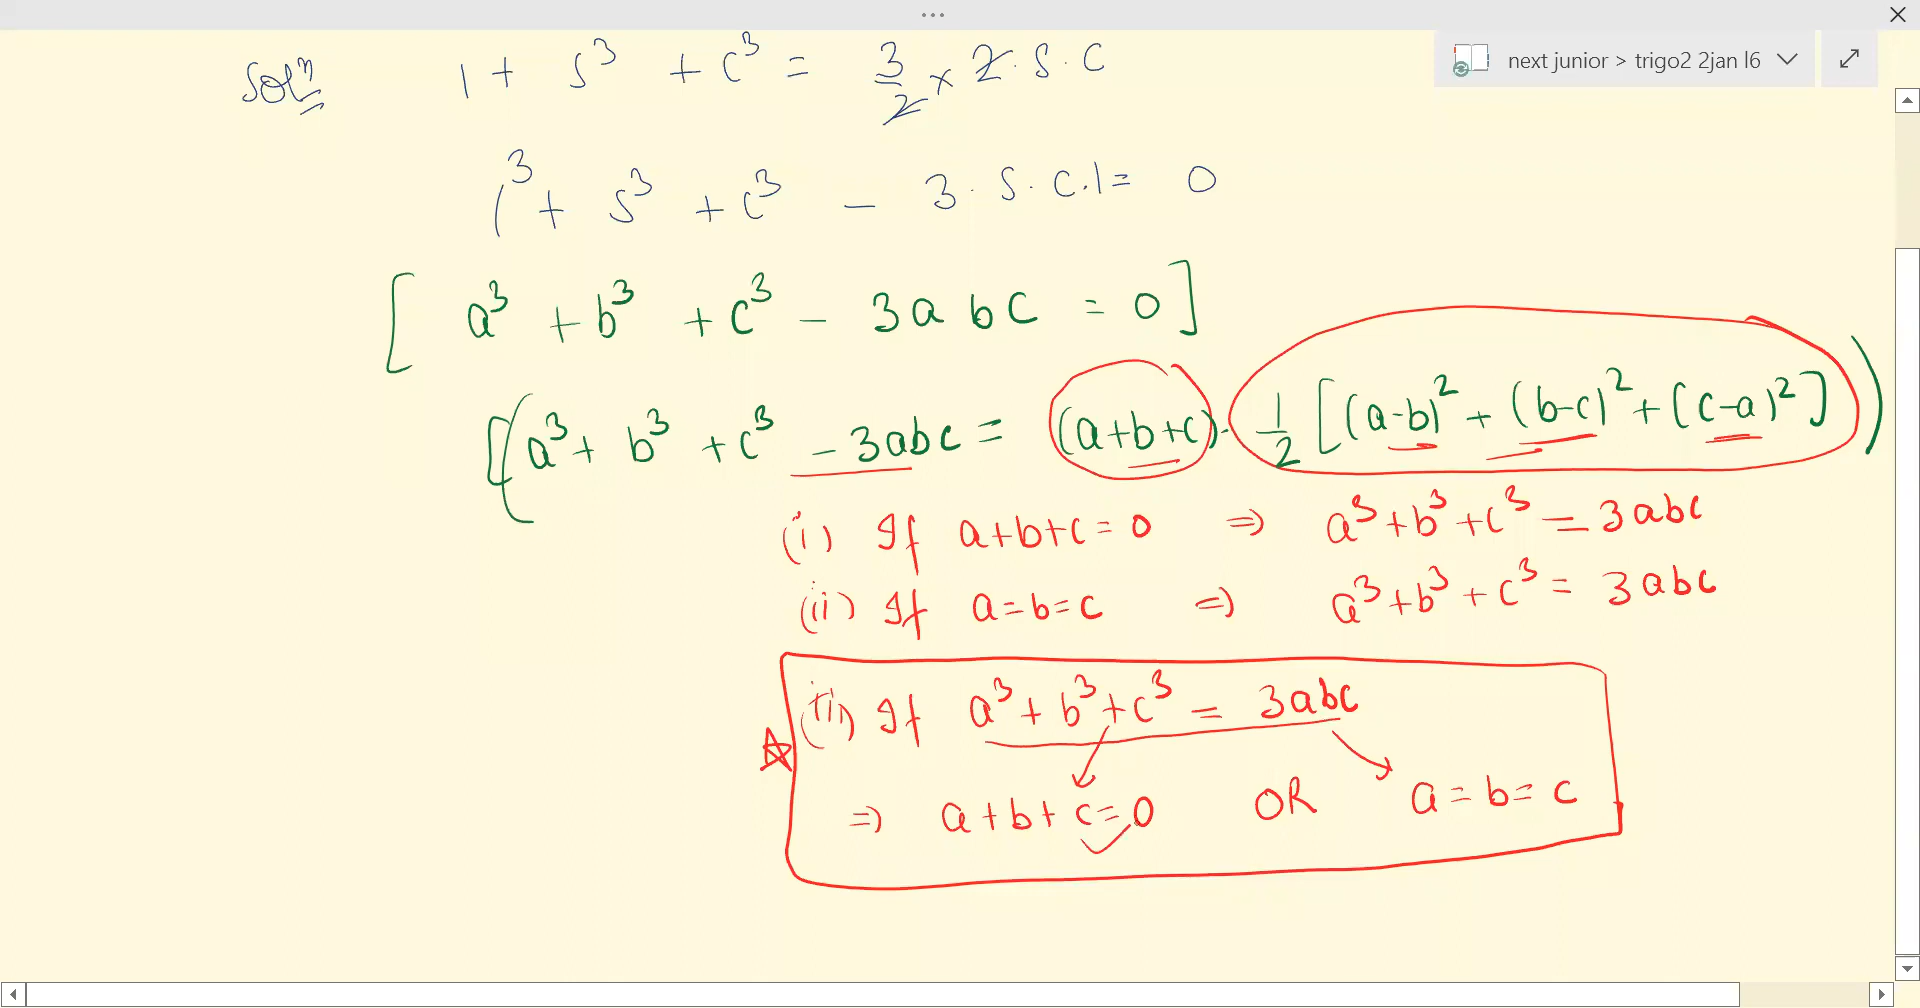 next junior > trigo2 2jan l6
Solⁿ 1 + s³ + c³ = 3/2 × 2 · s · c
1³ + s³ + c³ - 3 · s · c · 1 = 0
[ a³ + b³ + c³ - 3abc = 0 ]
[( a³ + b³ + c³ - 3abc = (a+b+c) · 1/2 [(a-b)² + (b-c)² + (c-a)²] )
(i) If a+b+c = 0 ⇒ a³+b³+c³ = 3abc
(ii) If a=b=c ⇒ a³+b³+c³ = 3abc
(iii) If a³+b³+c³ = 3abc
⇒ a+b+c=0 OR a=b=c